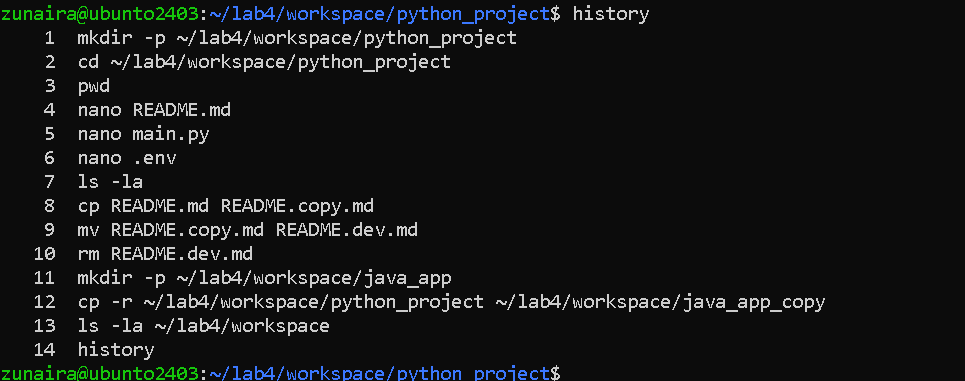 zunaira@ubunto2403:~/lab4/workspace/python_project$ history
1 mkdir -p ~/lab4/workspace/python_project
2 cd ~/lab4/workspace/python_project
3 pwd
4 nano README.md
5 nano main.py
6 nano .env
7 ls -la
8 cp README.md README.copy.md
9 mv README.copy.md README.dev.md
10 rm README.dev.md
11 mkdir -p ~/lab4/workspace/java_app
12 cp -r ~/lab4/workspace/python_project ~/lab4/workspace/java_app_copy
13 ls -la ~/lab4/workspace
14 history
zunaira@ubunto2403:~/lab4/workspace/python_project$